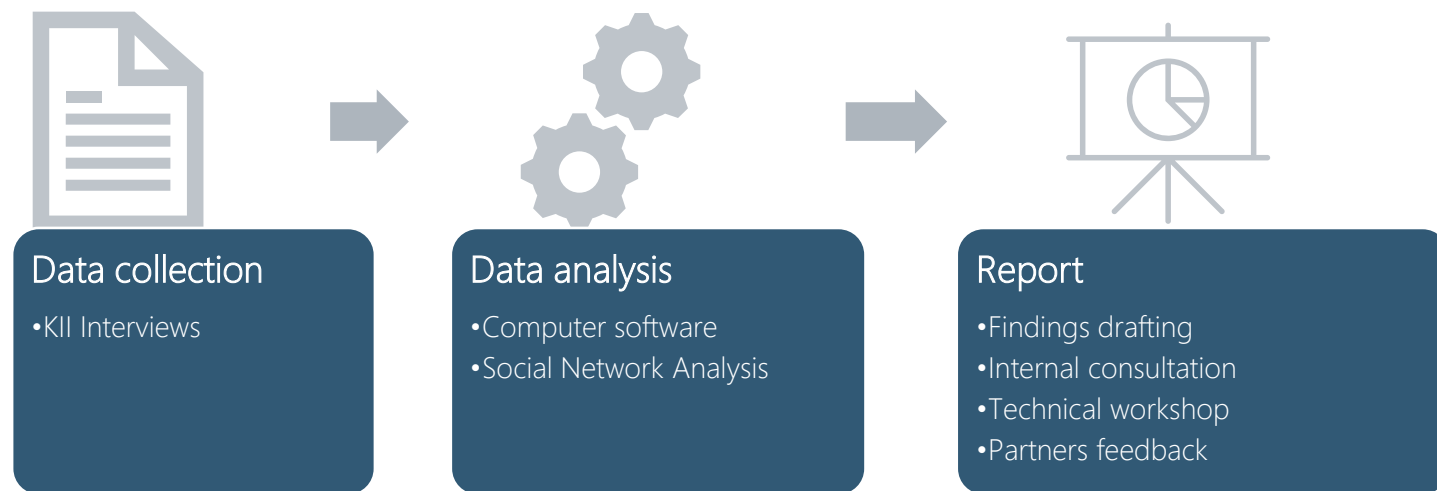 Data collection
•KII Interviews
Data analysis
•Computer software
•Social Network Analysis
Report
•Findings drafting
•Internal consultation
•Technical workshop
•Partners feedback